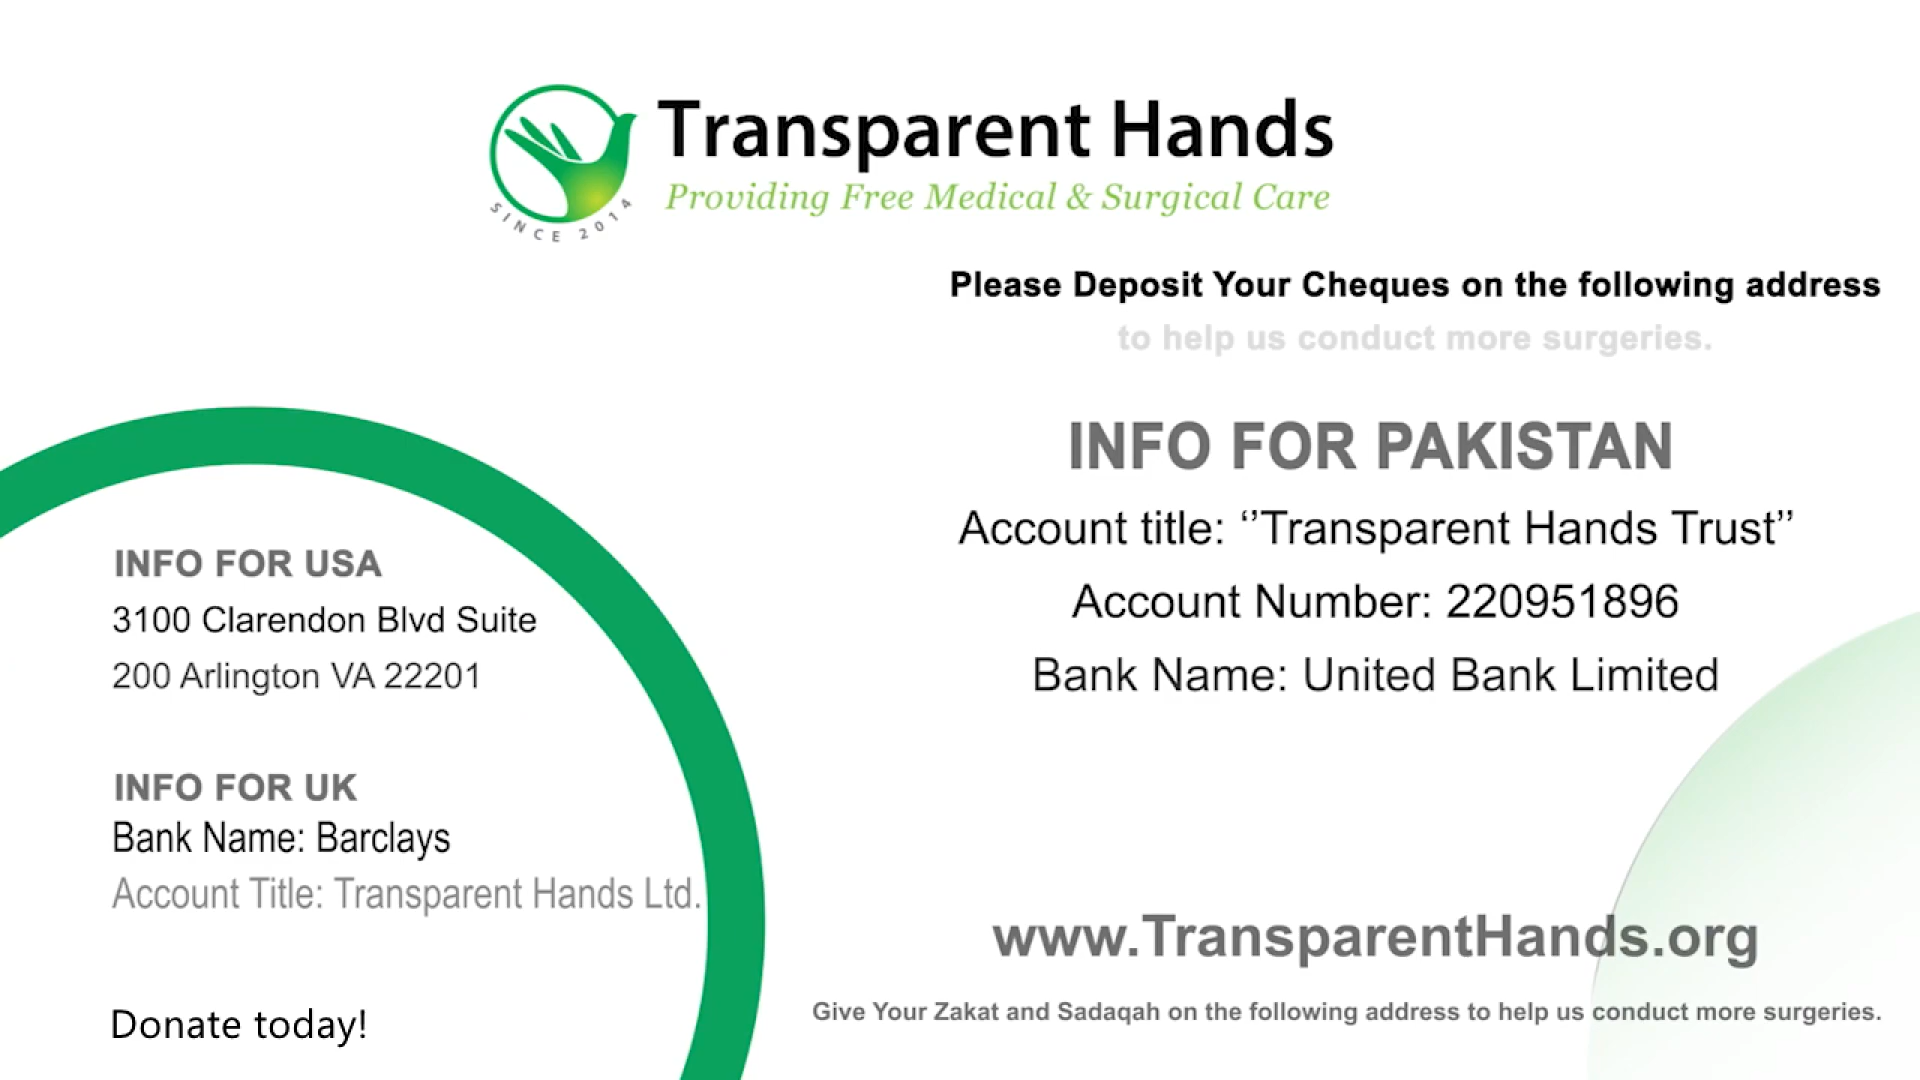 Transparent Hands
Providing Free Medical & Surgical Care
SINCE 2014
Please Deposit Your Cheques on the following address
to help us conduct more surgeries.
INFO FOR PAKISTAN
Account title: ‘’Transparent Hands Trust’’
Account Number: 220951896
Bank Name: United Bank Limited
INFO FOR USA
3100 Clarendon Blvd Suite
200 Arlington VA 22201
INFO FOR UK
Bank Name: Barclays
Account Title: Transparent Hands Ltd.
Donate today!
www.TransparentHands.org
Give Your Zakat and Sadaqah on the following address to help us conduct more surgeries.